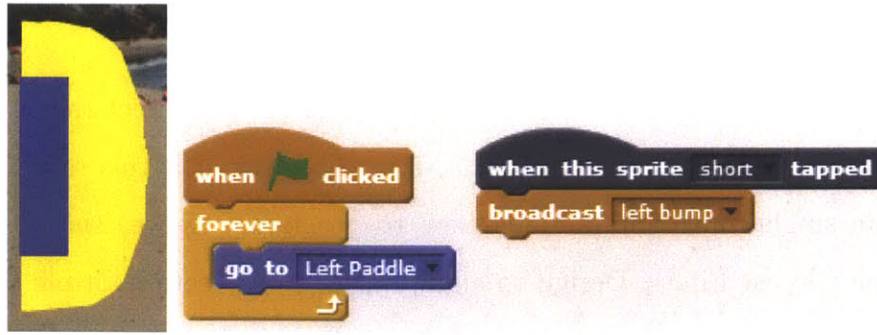 when clicked
forever
go to Left Paddle
when this sprite short tapped
broadcast left bump